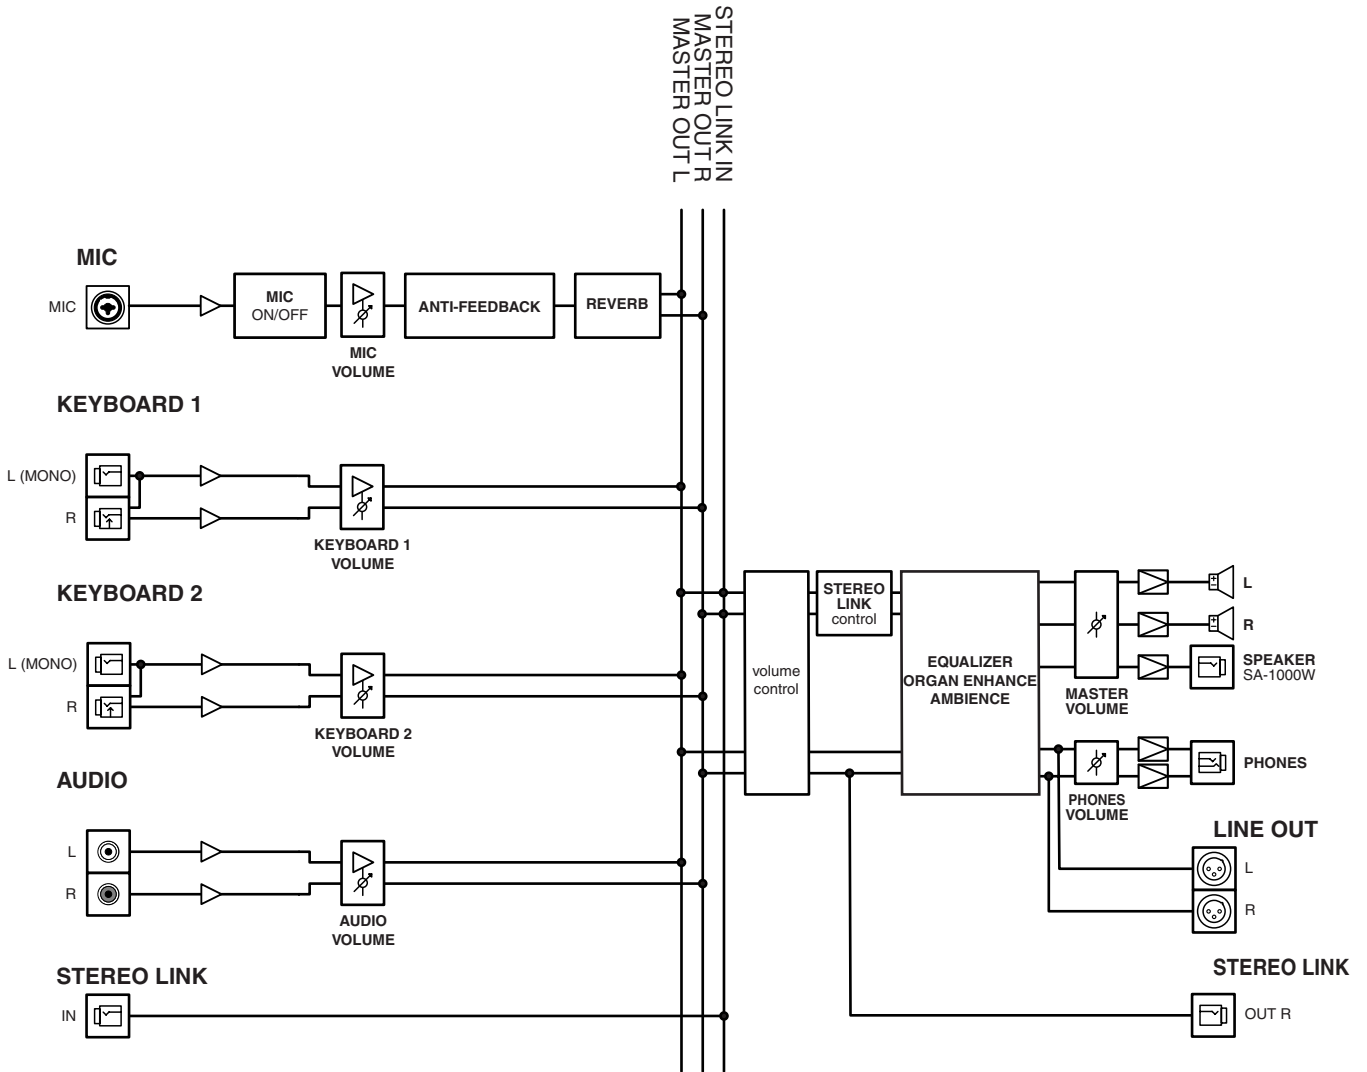 STEREO LINK IN
MASTER OUT R
MASTER OUT L
MIC
MIC
MIC
ON/OFF
MIC
VOLUME
ANTI-FEEDBACK
REVERB
KEYBOARD 1
L (MONO)
R
KEYBOARD 1
VOLUME
KEYBOARD 2
L (MONO)
R
KEYBOARD 2
VOLUME
AUDIO
L
R
AUDIO
VOLUME
STEREO LINK
IN
volume
control
STEREO
LINK
control
EQUALIZER
ORGAN ENHANCE
AMBIENCE
MASTER
VOLUME
L
R
SPEAKER
SA-1000W
PHONES
VOLUME
PHONES
LINE OUT
L
R
STEREO LINK
OUT R